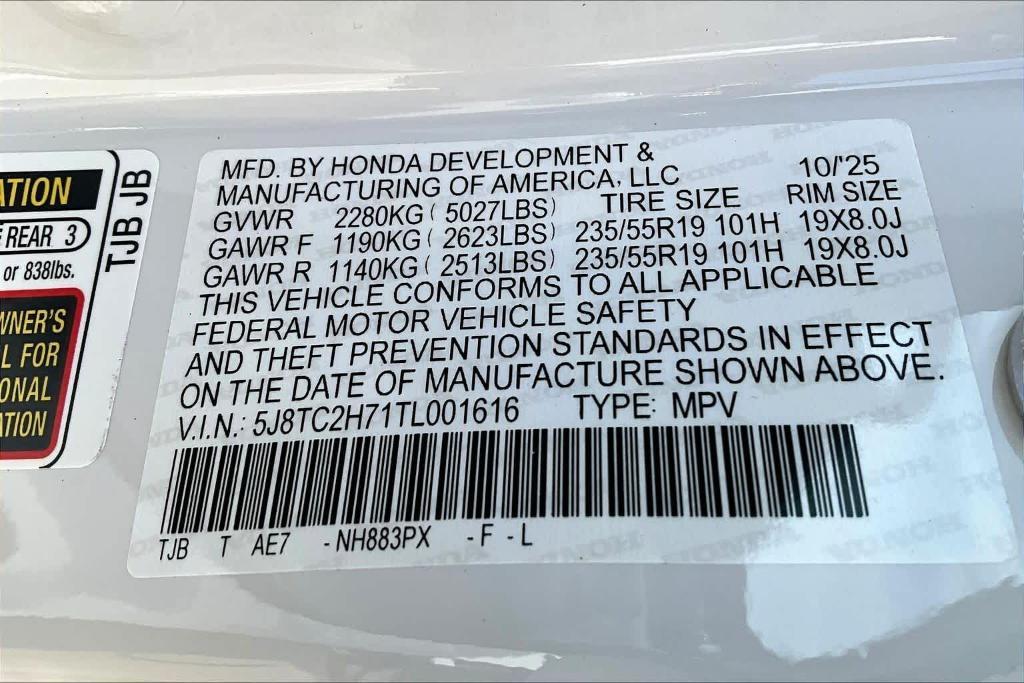 ATION
REAR 3
or 838lbs.
WNER'S
L FOR
ONAL
ATION
TJB JB
MFD. BY HONDA DEVELOPMENT &
MANUFACTURING OF AMERICA, LLC 10/'25
GVWR 2280KG ( 5027LBS) TIRE SIZE RIM SIZE
GAWR F 1190KG ( 2623LBS) 235/55R19 101H 19X8.0J
GAWR R 1140KG ( 2513LBS) 235/55R19 101H 19X8.0J
THIS VEHICLE CONFORMS TO ALL APPLICABLE
FEDERAL MOTOR VEHICLE SAFETY
AND THEFT PREVENTION STANDARDS IN EFFECT
ON THE DATE OF MANUFACTURE SHOWN ABOVE.
V.I.N.: 5J8TC2H71TL001616 TYPE: MPV
TJB T AE7 -NH883PX -F -L